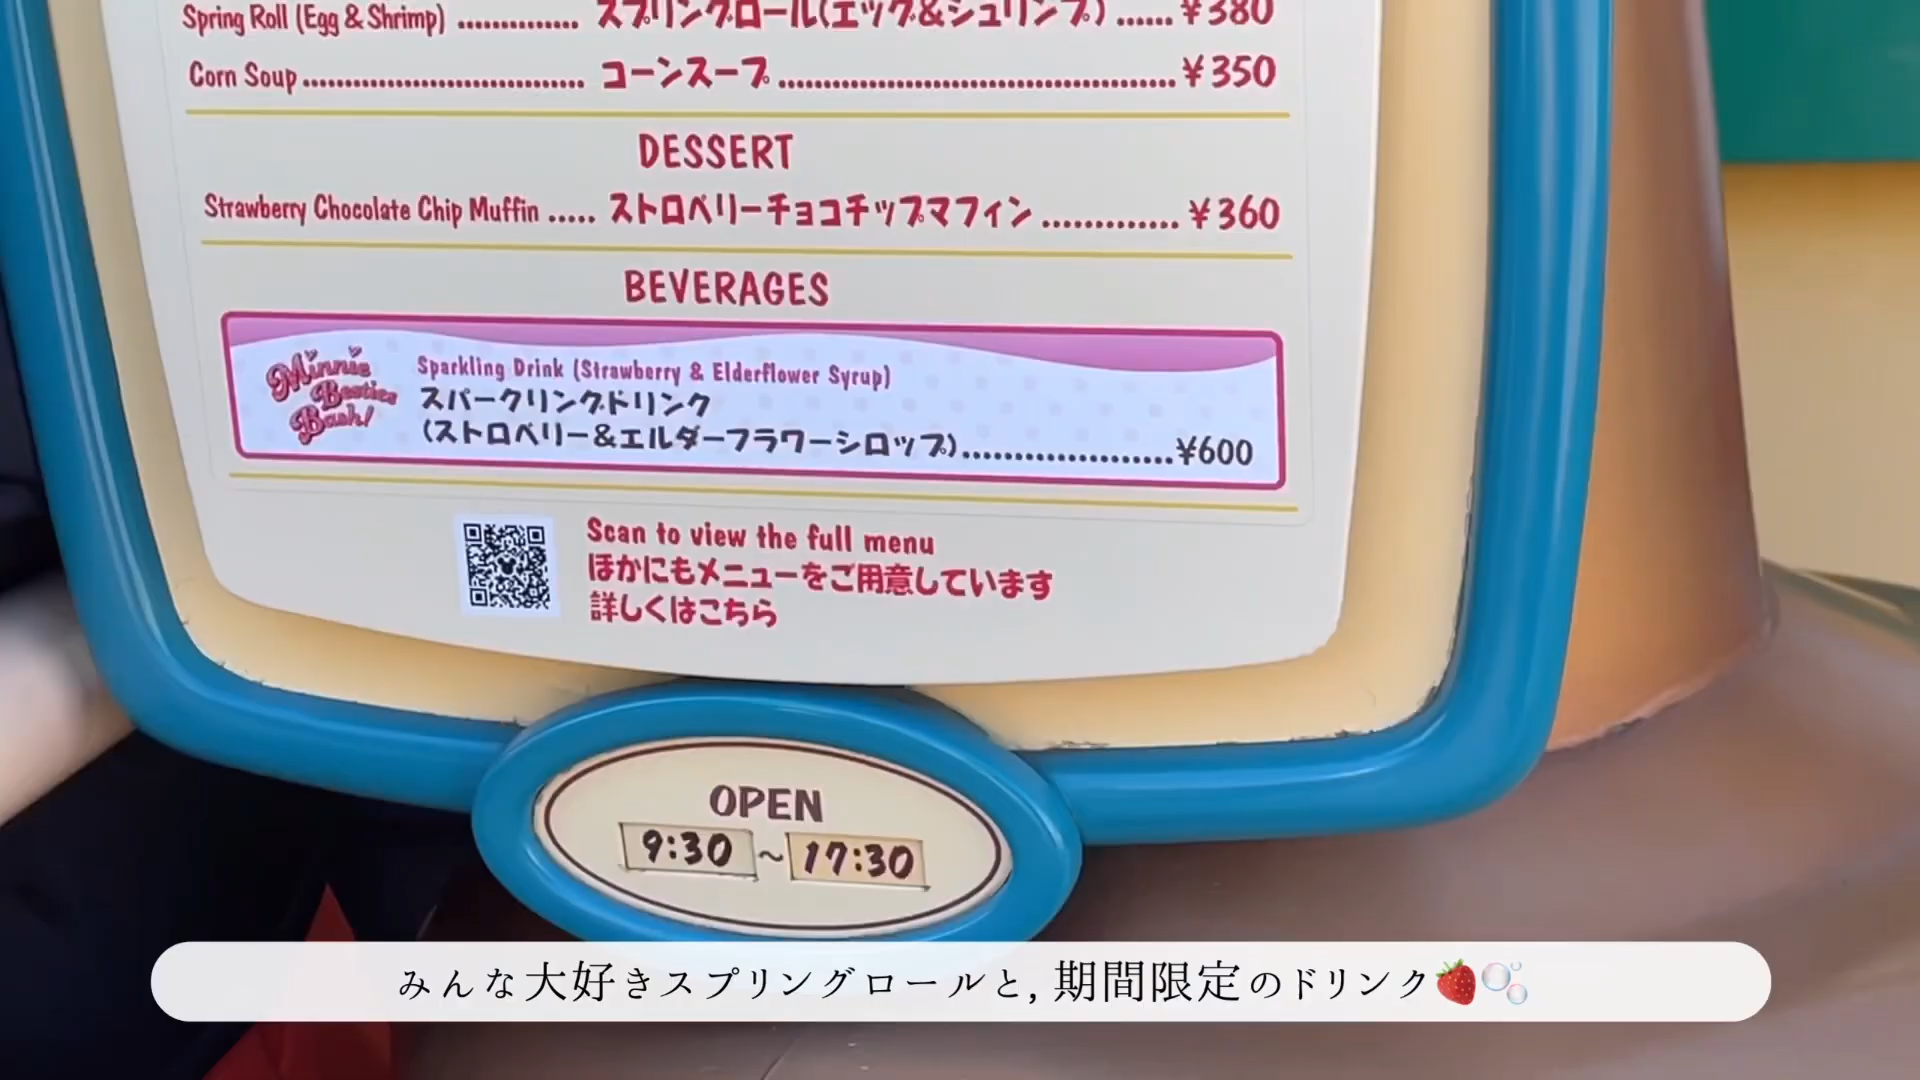 Spring Roll (Egg & Shrimp) ............. スプリングロール(エッグ&シュリンプ) ...... ¥380
Corn Soup ............................. コーンスープ ........................................ ¥350
DESSERT
Strawberry Chocolate Chip Muffin ..... ストロベリーチョコチップマフィン ............. ¥360
BEVERAGES
Minnie
Besties
Bash!
Sparkling Drink (Strawberry & Elderflower Syrup)
スパークリングドリンク
(ストロベリー&エルダーフラワーシロップ) .................... ¥600
Scan to view the full menu
ほかにもメニューをご用意しています
詳しくはこちら
OPEN
9:30 ~ 17:30
みんな大好きスプリングロールと, 期間限定のドリンク🍓🫧